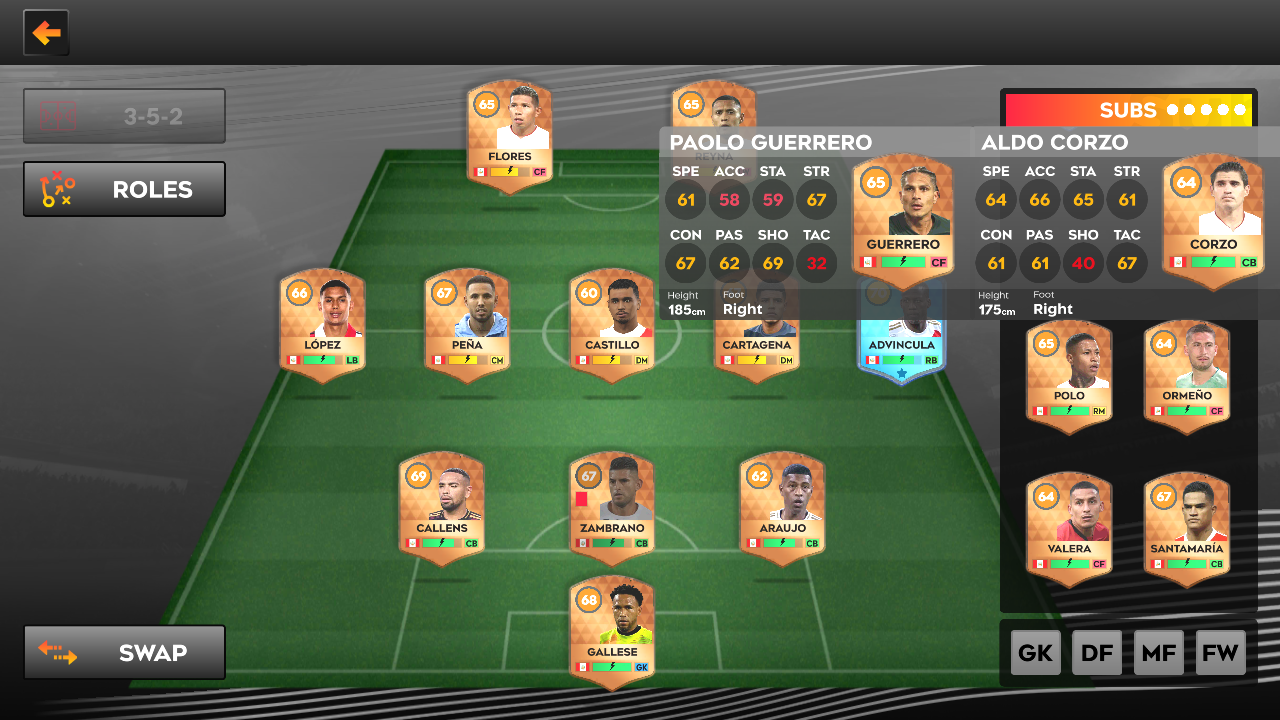 3-5-2
ROLES
65
FLORES
CF
65
REYNA
SUBS
PAOLO GUERRERO
SPE ACC STA STR
61 58 59 67
CON PAS SHO TAC
67 62 69 32
Height
185cm
Foot
Right
65
GUERRERO
CF
ALDO CORZO
SPE ACC STA STR
64 66 65 61
CON PAS SHO TAC
61 61 40 67
Height
175cm
Foot
Right
64
CORZO
CB
66
LÓPEZ
LB
67
PEÑA
CM
60
CASTILLO
DM
CARTAGENA
DM
ADVINCULA
RB
65
POLO
RM
64
ORMEÑO
CF
69
CALLENS
CB
67
ZAMBRANO
CB
62
ARAUJO
CB
64
VALERA
CF
67
SANTAMARÍA
CB
68
GALLESE
GK
SWAP
GK DF MF FW